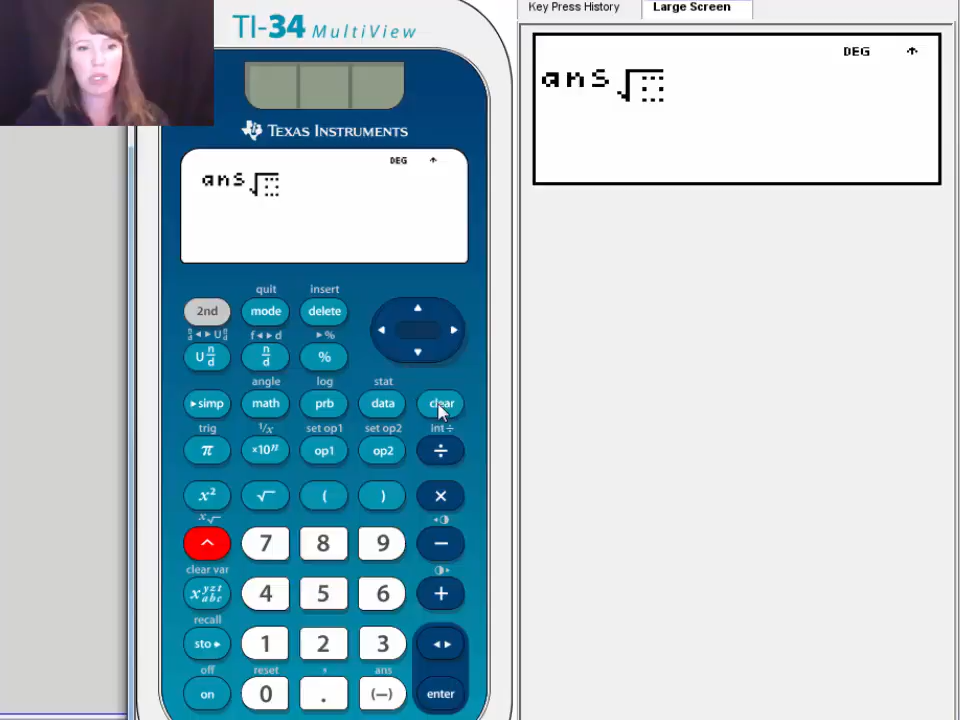 TI-34 MultiView
Key Press History
Large Screen
DEG
ans√
TEXAS INSTRUMENTS
DEG
ans√
quit
insert
2nd
mode
delete
f◄►d
►%
U n/d
n/d
%
angle
log
stat
►simp
math
prb
data
clear
trig
1/x
set op1
set op2
int÷
π
×10ⁿ
op1
op2
÷
x²
√
(
)
×
x√
^
7
8
9
−
clear var
x yzt abc
4
5
6
+
recall
sto►
1
2
3
◄►
off
reset
,
ans
on
0
.
(−)
enter